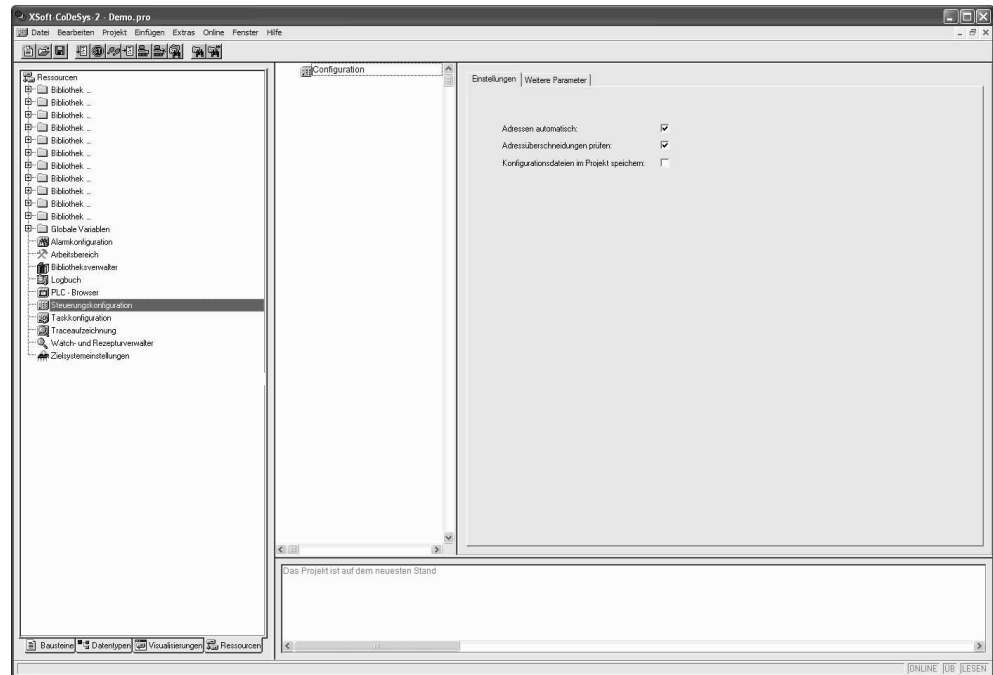 XSoft-CoDeSys-2 - Demo.pro
Datei Bearbeiten Projekt Einfügen Extras Online Fenster Hilfe
Ressourcen
Bibliothek ...
Bibliothek ...
Bibliothek ...
Bibliothek ...
Bibliothek ...
Bibliothek ...
Bibliothek ...
Bibliothek ...
Bibliothek ...
Bibliothek ...
Bibliothek ...
Globale Variablen
Alarmkonfiguration
Arbeitsbereich
Bibliotheksverwalter
Logbuch
PLC - Browser
Steuerungskonfiguration
Taskkonfiguration
Traceaufzeichnung
Watch- und Rezepturverwalter
Zielsystemeinstellungen
Bausteine Datentypen Visualisierungen Ressourcen
Configuration
Einstellungen Weitere Parameter
Adressen automatisch:
Adressüberschneidungen prüfen:
Konfigurationsdateien im Projekt speichern:
Das Projekt ist auf dem neuesten Stand
ONLINE ÜB LESEN